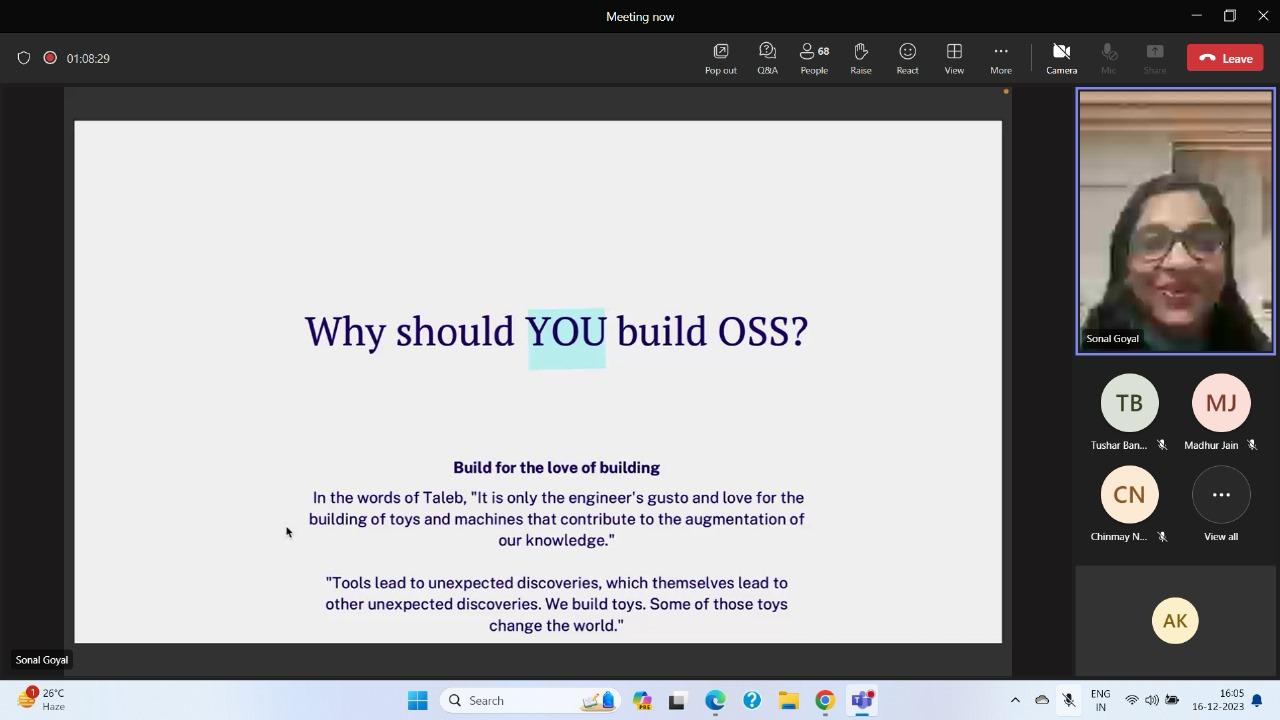 Meeting now
01:08:29
Pop out
Q&A
68
People
Raise
React
View
More
Camera
Mic
Share
Leave
Why should YOU build OSS?
Build for the love of building
In the words of Taleb, "It is only the engineer's gusto and love for the
building of toys and machines that contribute to the augmentation of
our knowledge."
"Tools lead to unexpected discoveries, which themselves lead to
other unexpected discoveries. We build toys. Some of those toys
change the world."
Sonal Goyal
Sonal Goyal
TB
Tushar Ban...
MJ
Madhur Jain
CN
Chinmay N...
View all
AK
1
26°C
Haze
Search
ENG
IN
16:05
16-12-2023